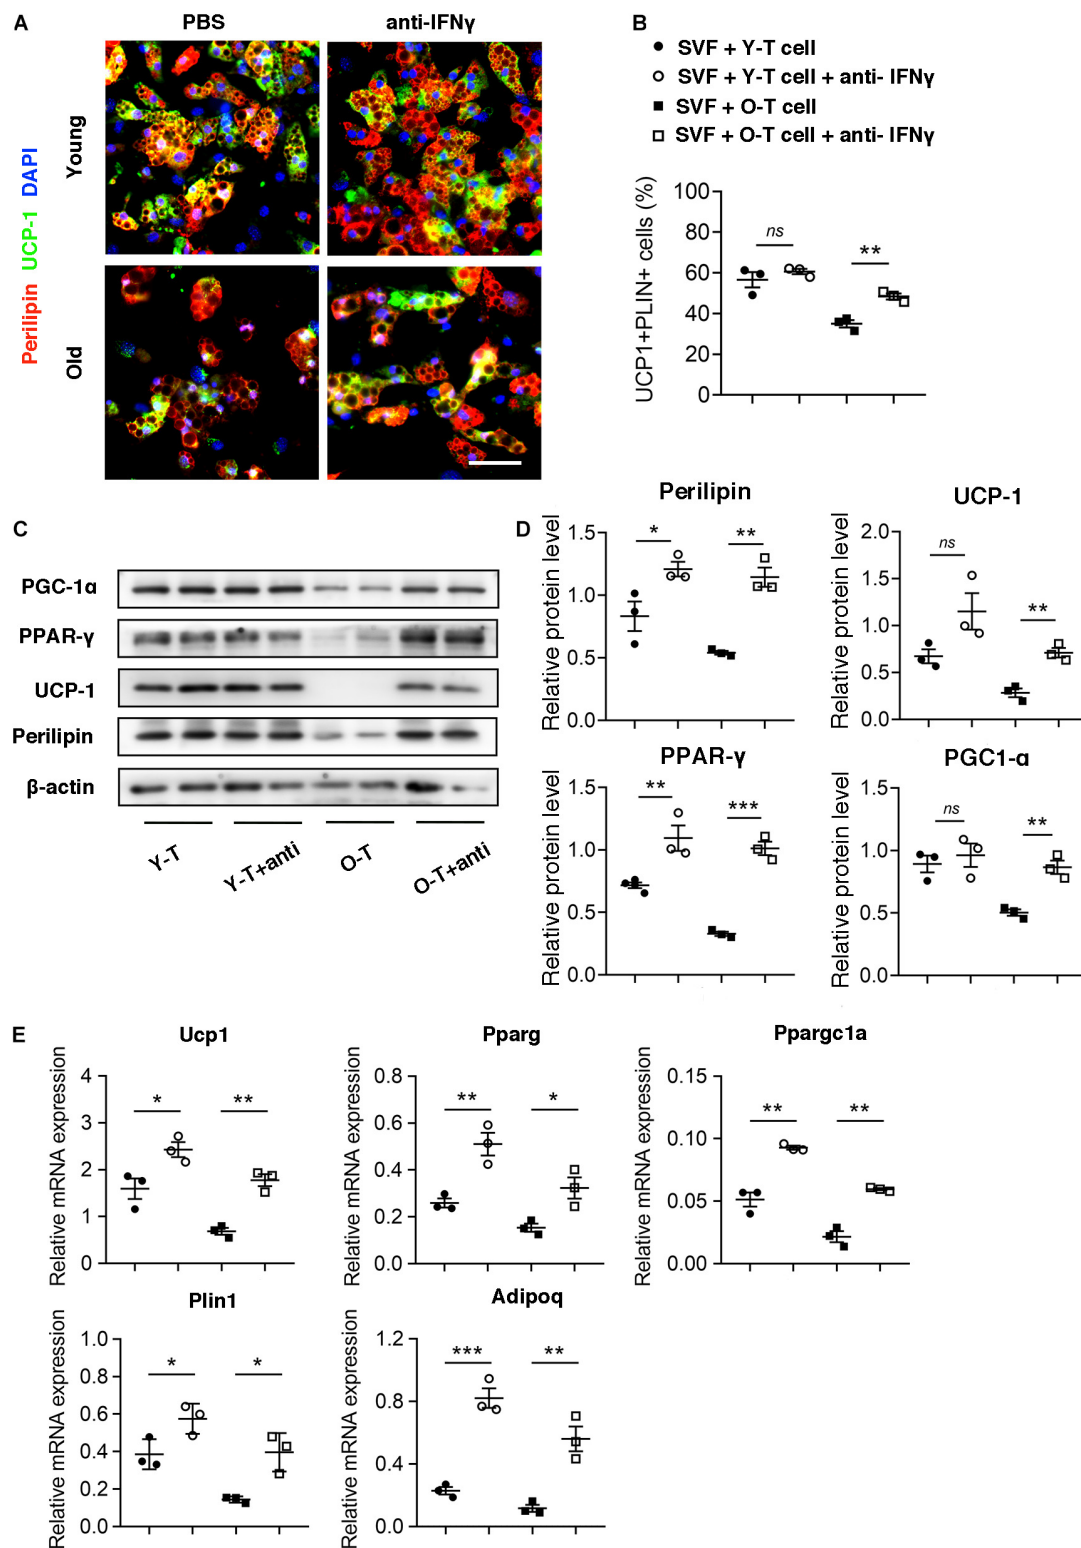 A
PBS
anti-IFNγ
Perilipin UCP-1 DAPI
Young
Old
B
SVF + Y-T cell
SVF + Y-T cell + anti- IFNγ
SVF + O-T cell
SVF + O-T cell + anti- IFNγ
UCP1+PLIN+ cells (%)
100
80
60
40
20
0
ns
**
C
PGC-1α
PPAR-γ
UCP-1
Perilipin
β-actin
Y-T
Y-T+anti
O-T
O-T+anti
D
Perilipin
Relative protein level
1.5
1.0
0.5
0.0
*
**
UCP-1
Relative protein level
2.0
1.5
1.0
0.5
0.0
ns
**
PPAR-γ
Relative protein level
1.5
1.0
0.5
0.0
**
***
PGC1-α
Relative protein level
1.5
1.0
0.5
0.0
ns
**
E
Ucp1
Relative mRNA expression
4
3
2
1
0
*
**
Pparg
Relative mRNA expression
0.8
0.6
0.4
0.2
0.0
**
*
Ppargc1a
Relative mRNA expression
0.15
0.10
0.05
0.00
**
**
Plin1
Relative mRNA expression
1.0
0.8
0.6
0.4
0.2
0.0
*
*
Adipoq
Relative mRNA expression
1.2
0.8
0.4
0.0
***
**